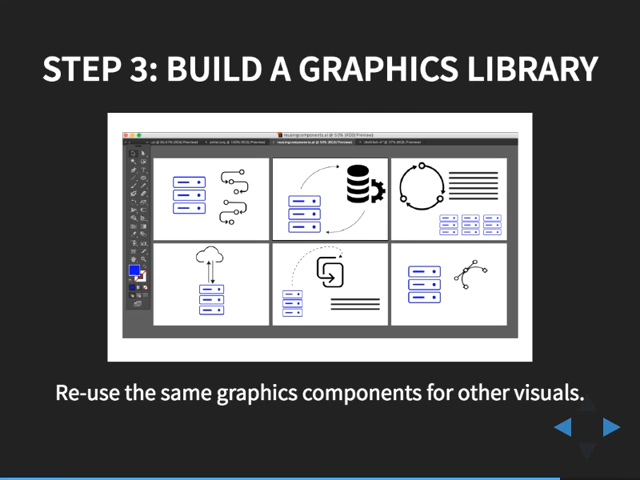 STEP 3: BUILD A GRAPHICS LIBRARY
Re-use the same graphics components for other visuals.